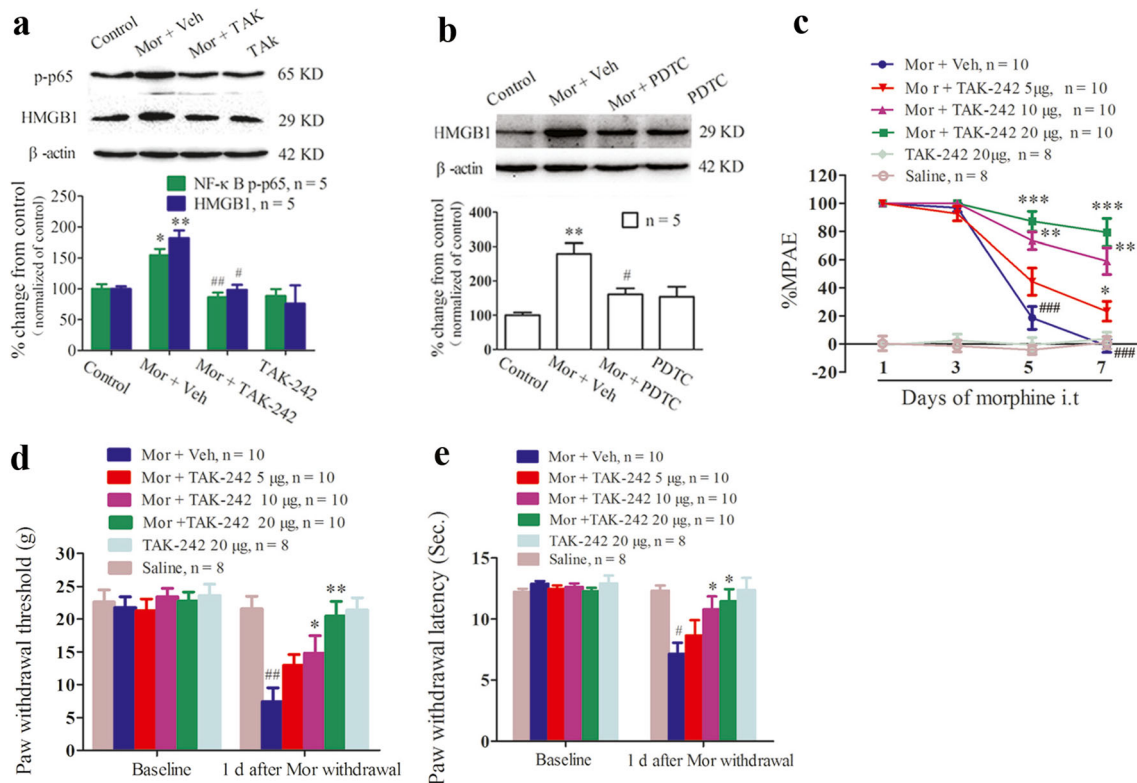 a
Control
Mor + Veh
Mor + TAK
TAk
p-p65
65 KD
HMGB1
29 KD
β -actin
42 KD
NF-κ B p-p65, n = 5
HMGB1, n = 5
% change from control
( normalized of control)
200
150
100
50
0
*
**
##
#
Control
Mor + Veh
Mor + TAK-242
TAK-242
b
Control
Mor + Veh
Mor + PDTC
PDTC
HMGB1
29 KD
β -actin
42 KD
n = 5
% change from control
( normalized of control)
400
300
200
100
0
**
#
Control
Mor + Veh
Mor + PDTC
PDTC
c
Mor + Veh, n = 10
Mo r + TAK-242 5μg, n = 10
Mor + TAK-242 10 μg, n = 10
Mor + TAK-242 20 μg, n = 10
TAK-242 20μg, n = 8
Saline, n = 8
%MPAE
120
100
80
60
40
20
0
-20
***
***
**
**
*
###
###
1 3 5 7
Days of morphine i.t
d
Mor + Veh, n = 10
Mor + TAK-242 5 μg, n = 10
Mor + TAK-242 10 μg, n = 10
Mor +TAK-242 20 μg, n = 10
TAK-242 20 μg, n = 8
Saline, n = 8
Paw withdrawal threshold (g)
30
25
20
15
10
5
0
##
*
**
Baseline
1 d after Mor withdrawal
e
Mor + Veh, n = 10
Mor + TAK-242 5 μg, n = 10
Mor + TAK-242 10 μg, n = 10
Mor +TAK-242 20 μg, n = 10
TAK-242 20 μg, n = 8
Saline, n = 8
Paw withdrawal latency (Sec.)
15
10
5
0
#
*
*
Baseline
1 d after Mor withdrawal